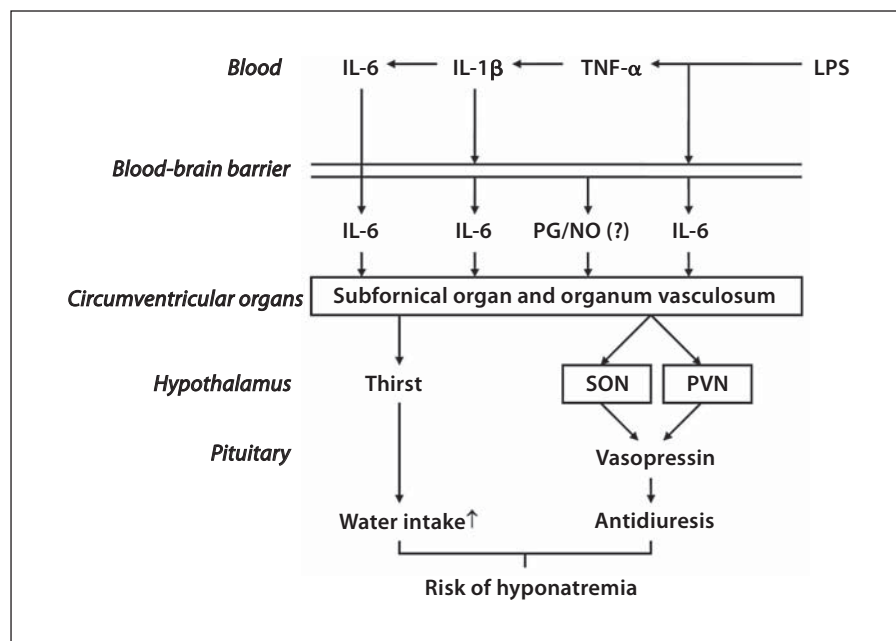 Blood IL-6 IL-1β TNF-α LPS
Blood-brain barrier
IL-6 IL-6 PG/NO (?) IL-6
Circumventricular organs Subfornical organ and organum vasculosum
Hypothalamus Thirst SON PVN
Pituitary Vasopressin
Water intake↑ Antidiuresis
Risk of hyponatremia